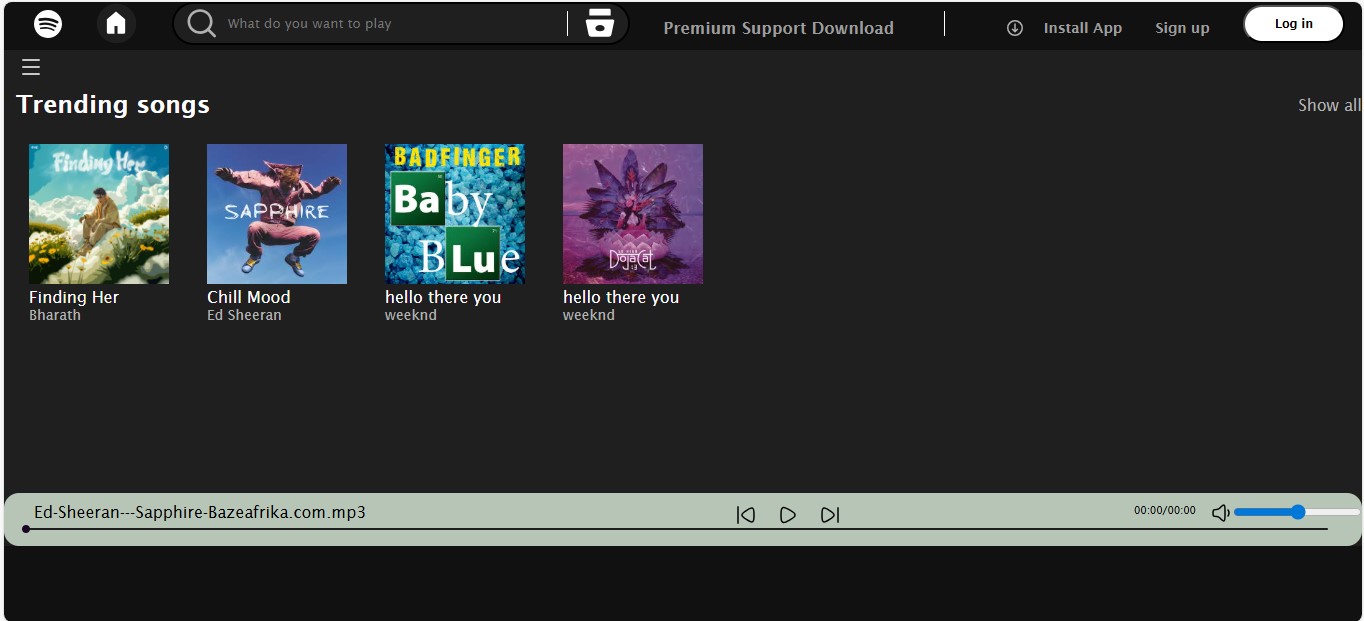 What do you want to play
Premium Support Download
Install App
Sign up
Log in
Trending songs
Show all
Finding Her
SAPPHIRE
BADFINGER
Baby
BLue
DojaCat
Finding Her
Bharath
Chill Mood
Ed Sheeran
hello there you
weeknd
hello there you
weeknd
Ed-Sheeran---Sapphire-Bazeafrika.com.mp3
00:00/00:00